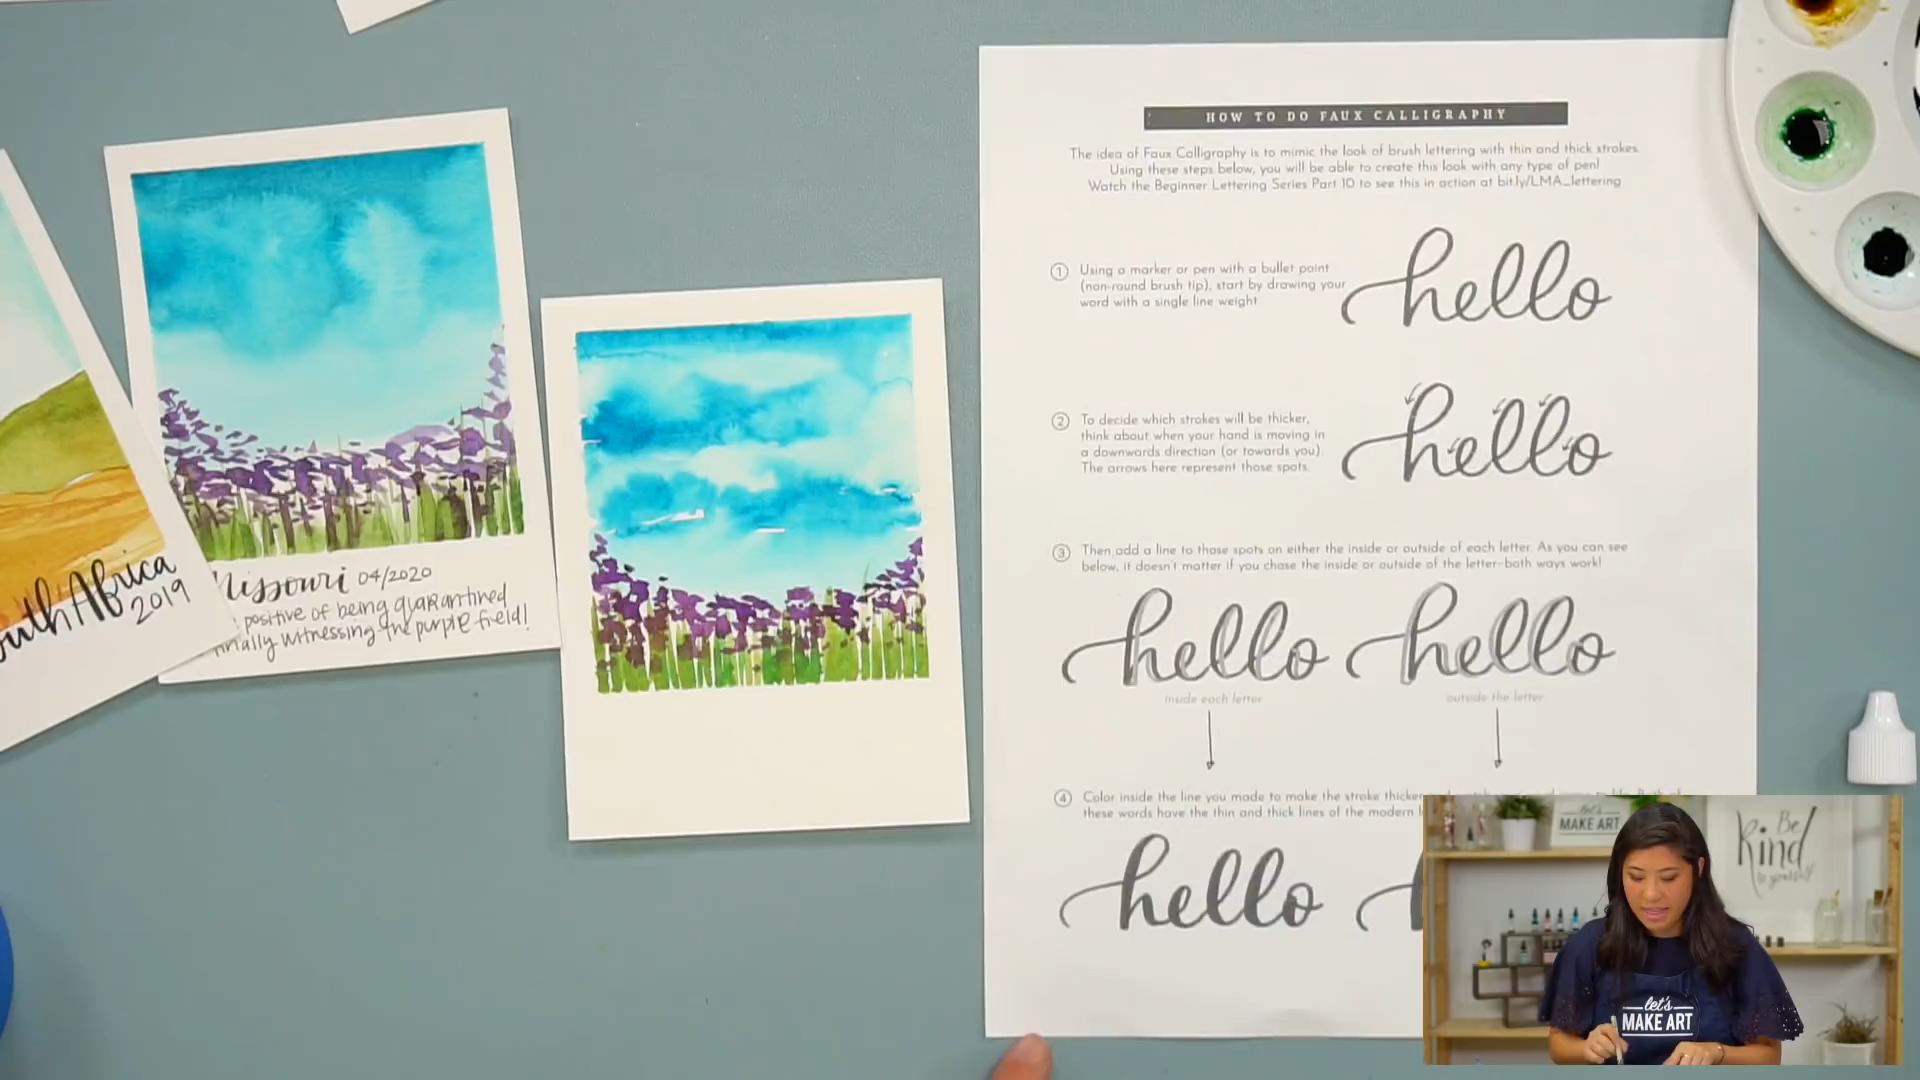 HOW TO DO FAUX CALLIGRAPHY
The idea of Faux Calligraphy is to mimic the look of brush lettering with thin and thick strokes.
Using these steps below, you will be able to create this look with any type of pen!
Watch the Beginner Lettering Series Part 10 to see this in action at bit.ly/LMA_lettering
1 Using a marker or pen with a bullet point
(non-round brush tip), start by drawing your
word with a single line weight
hello
2 To decide which strokes will be thicker,
think about when your hand is moving in
a downwards direction (or towards you).
The arrows here represent those spots.
hello
3 Then add a line to those spots on either the inside or outside of each letter. As you can see
below, it doesn't matter if you chose the inside or outside of the letter-both ways work!
hello hello
inside each letter outside the letter
4 Color inside the line you made to make the stroke thicker
these words have the thin and thick lines of the modern
hello
South Africa
2019
Missouri 04/2020
positive of being quarantined
finally witnessing the purple field!
let's
MAKE ART
Be
Kind
to yourself
let's
MAKE ART